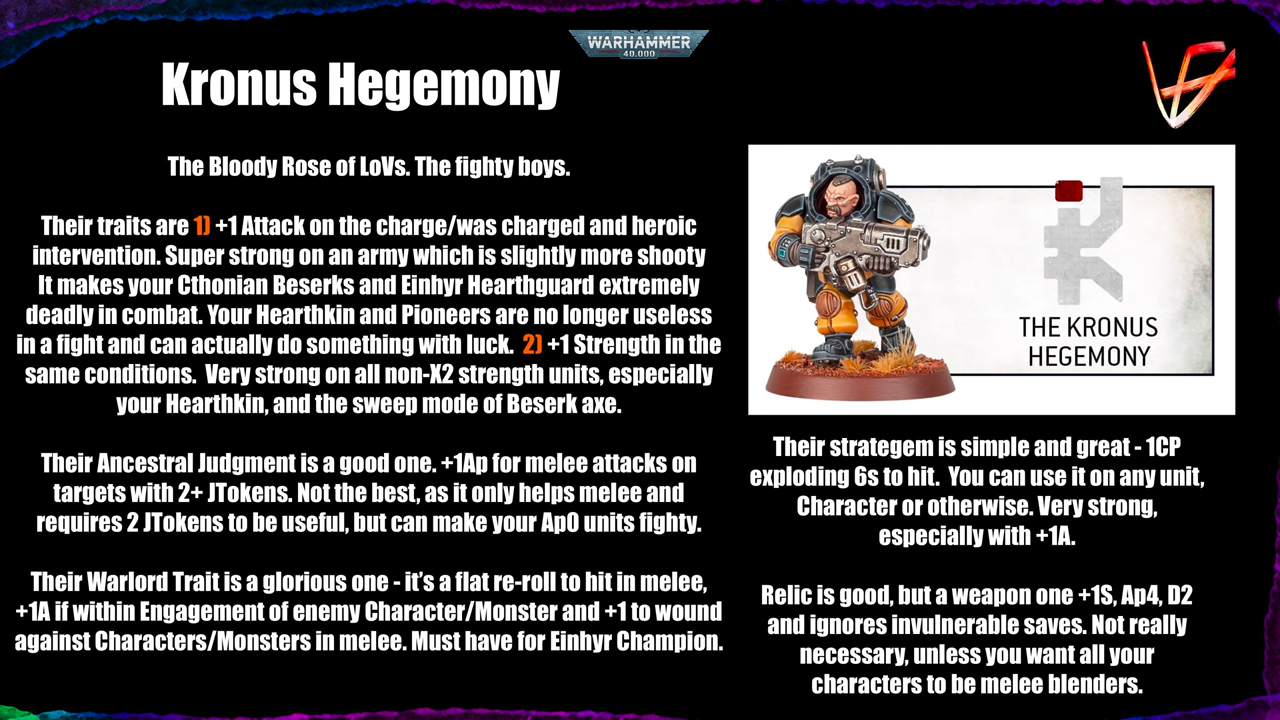 WARHAMMER
40,000
Kronus Hegemony
The Bloody Rose of LoVs. The fighty boys.
Their traits are 1) +1 Attack on the charge/was charged and heroic
intervention. Super strong on an army which is slightly more shooty
It makes your Cthonian Beserks and Einhyr Hearthguard extremely
deadly in combat. Your Hearthkin and Pioneers are no longer useless
in a fight and can actually do something with luck. 2) +1 Strength in the
same conditions. Very strong on all non-X2 strength units, especially
your Hearthkin, and the sweep mode of Beserk axe.
Their Ancestral Judgment is a good one. +1Ap for melee attacks on
targets with 2+ JTokens. Not the best, as it only helps melee and
requires 2 JTokens to be useful, but can make your Ap0 units fighty.
Their Warlord Trait is a glorious one - it's a flat re-roll to hit in melee,
+1A if within Engagement of enemy Character/Monster and +1 to wound
against Characters/Monsters in melee. Must have for Einhyr Champion.
THE KRONUS
HEGEMONY
Their strategem is simple and great - 1CP
exploding 6s to hit. You can use it on any unit,
Character or otherwise. Very strong,
especially with +1A.
Relic is good, but a weapon one +1S, Ap4, D2
and ignores invulnerable saves. Not really
necessary, unless you want all your
characters to be melee blenders.